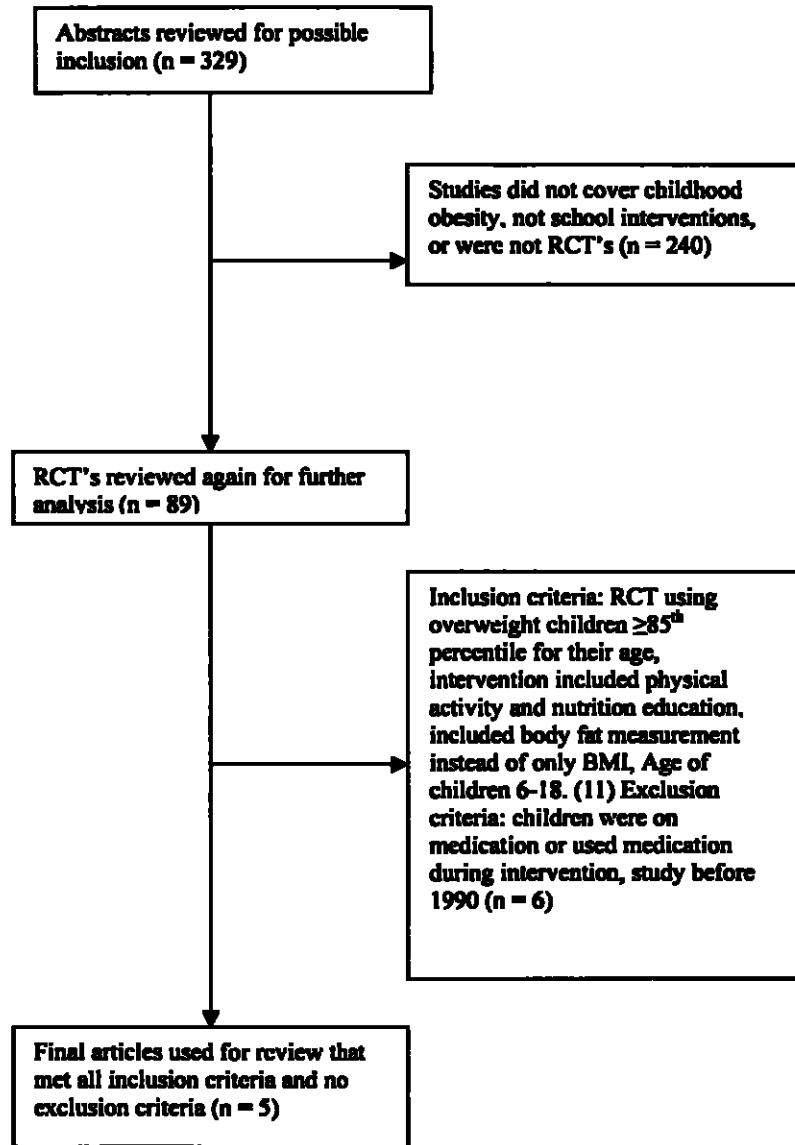 Abstracts reviewed for possible
inclusion (n = 329)
Studies did not cover childhood
obesity, not school interventions,
or were not RCT's (n = 240)
RCT's reviewed again for further
analysis (n = 89)
Inclusion criteria: RCT using
overweight children ≥85th
percentile for their age,
intervention included physical
activity and nutrition education,
included body fat measurement
instead of only BMI, Age of
children 6-18. (11) Exclusion
criteria: children were on
medication or used medication
during intervention, study before
1990 (n = 6)
Final articles used for review that
met all inclusion criteria and no
exclusion criteria (n = 5)